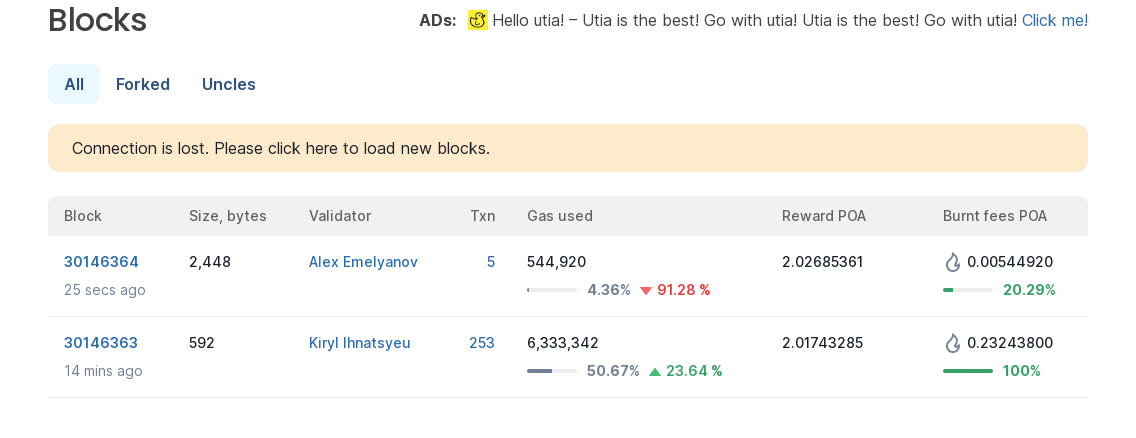 Blocks
ADs: Hello utia! – Utia is the best! Go with utia! Utia is the best! Go with utia! Click me!
All Forked Uncles
Connection is lost. Please click here to load new blocks.
Block Size, bytes Validator Txn Gas used Reward POA Burnt fees POA
30146364 2,448 Alex Emelyanov 5 544,920 2.02685361 0.00544920
25 secs ago 4.36% 91.28 % 20.29%
30146363 592 Kiryl Ihnatsyeu 253 6,333,342 2.01743285 0.23243800
14 mins ago 50.67% 23.64 % 100%